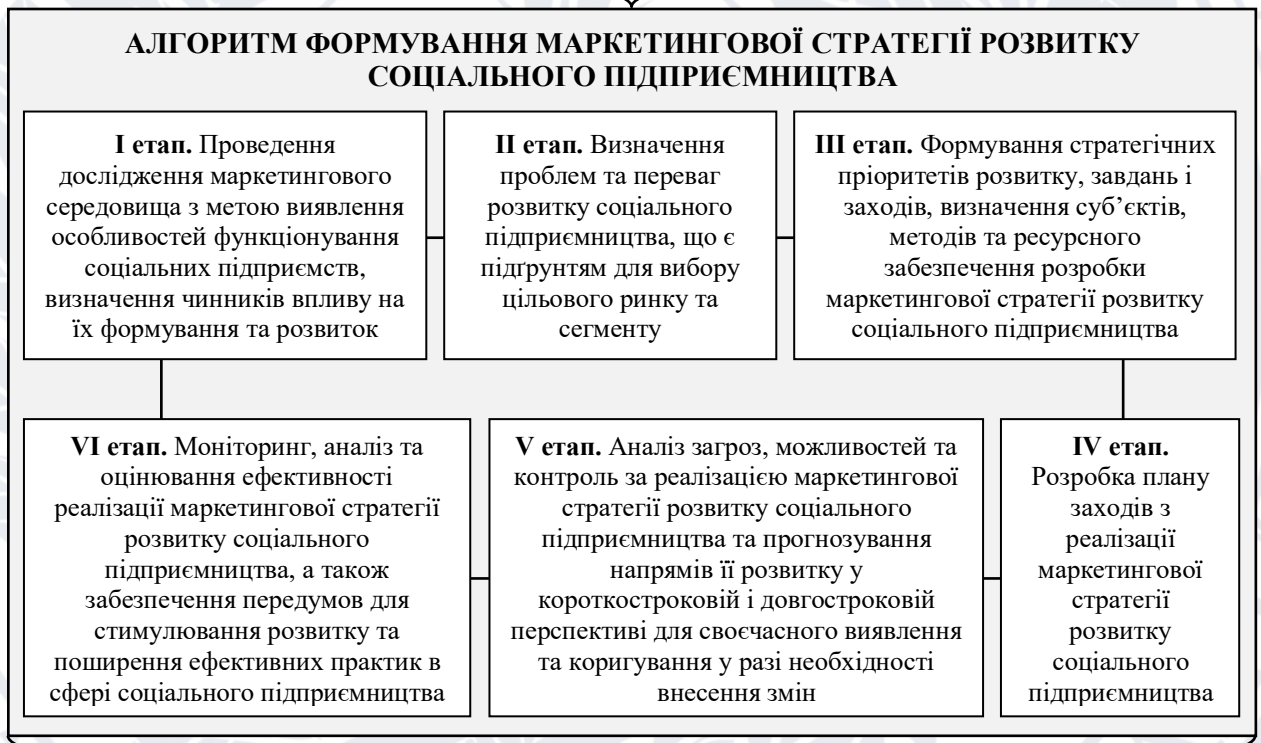 АЛГОРИТМ ФОРМУВАННЯ МАРКЕТИНГОВОЇ СТРАТЕГІЇ РОЗВИТКУ
СОЦІАЛЬНОГО ПІДПРИЄМНИЦТВА
І етап. Проведення
дослідження маркетингового
середовища з метою виявлення
особливостей функціонування
соціальних підприємств,
визначення чинників впливу на
їх формування та розвиток
ІІ етап. Визначення
проблем та переваг
розвитку соціального
підприємництва, що є
підґрунтям для вибору
цільового ринку та
сегменту
ІІІ етап. Формування стратегічних
пріоритетів розвитку, завдань і
заходів, визначення суб’єктів,
методів та ресурсного
забезпечення розробки
маркетингової стратегії розвитку
соціального підприємництва
IV етап.
Розробка плану
заходів з
реалізації
маркетингової
стратегії
розвитку
соціального
підприємництва
V етап. Аналіз загроз, можливостей та
контроль за реалізацією маркетингової
стратегії розвитку соціального
підприємництва та прогнозування
напрямів її розвитку у
короткостроковій і довгостроковій
перспективі для своєчасного виявлення
та коригування у разі необхідності
внесення змін
VI етап. Моніторинг, аналіз та
оцінювання ефективності
реалізації маркетингової стратегії
розвитку соціального
підприємництва, а також
забезпечення передумов для
стимулювання розвитку та
поширення ефективних практик в
сфері соціального підприємництва